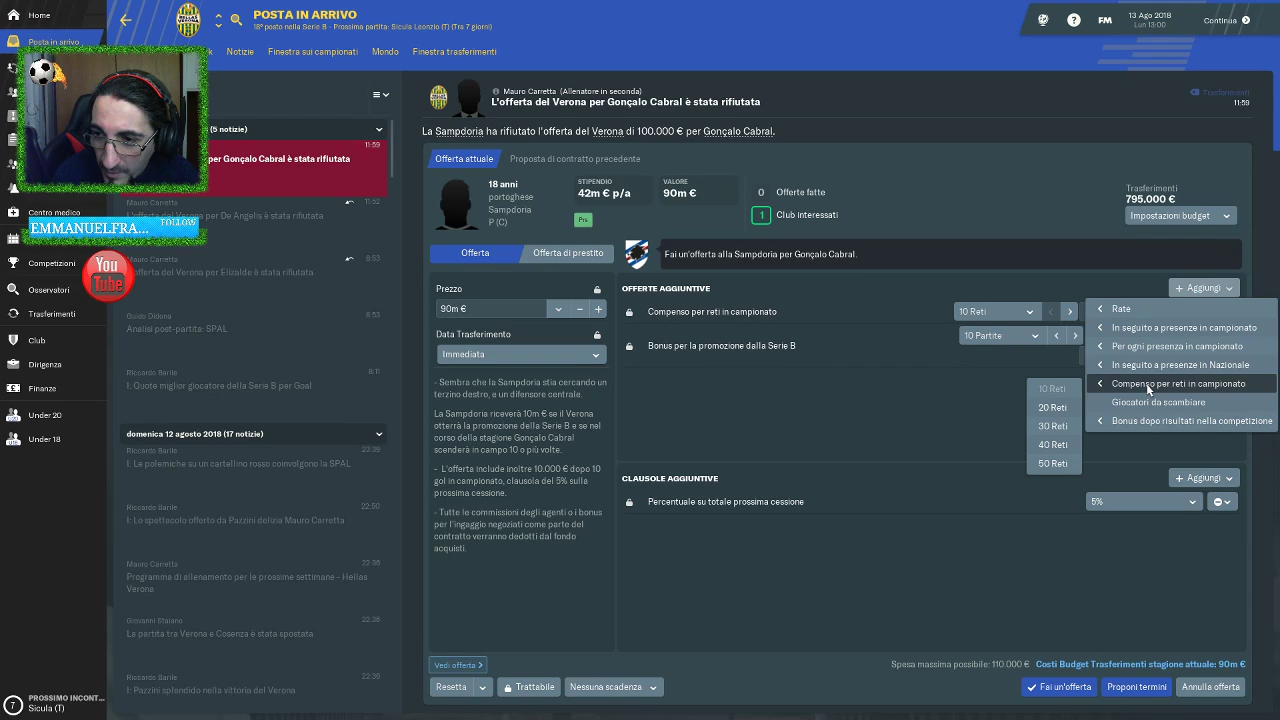 Home
POSTA IN ARRIVO
18° posto nella Serie B - Prossima partita: Sicula Leonzio (T) (Tra 7 giorni)
FM
13 Ago 2018
Lun 13:00
Continua
Posta in arrivo
Notizie
Finestra sui campionati
Mondo
Finestra trasferimenti
Centro medico
Competizioni
Osservatori
Trasferimenti
Club
Dirigenza
Finanze
Under 20
Under 18
PROSSIMO INCONT...
Sicula (T)
EMMANUELFRA...
FOLLOW
You
Tube
(5 notizie)
11:59
per Gonçalo Cabral è stata rifiutata
Mauro Carretta
11:52
L'offerta del Verona per De Angelis è stata rifiutata
Mauro Carretta
8:53
L'offerta del Verona per Elizalde è stata rifiutata
Guido Didona
8:53
Analisi post-partita: SPAL
Riccardo Barile
8:11
I: Quote miglior giocatore della Serie B per Goal
domenica 12 agosto 2018 (17 notizie)
Riccardo Barile
I: Le polemiche su un cartellino rosso coinvolgono la SPAL
Riccardo Barile
22:50
I: Lo spettacolo offerto da Pazzini delizia Mauro Carretta
Mauro Carretta
Programma di allenamento per le prossime settimane - Hellas
Verona
Giovanni Staiano
La partita tra Verona e Cosenza è stata spostata
Riccardo Barile
I: Pazzini splendido nella vittoria del Verona
Mauro Carretta (Allenatore in seconda)
L'offerta del Verona per Gonçalo Cabral è stata rifiutata
Trasferimenti
11:59
La Sampdoria ha rifiutato l'offerta del Verona di 100.000 € per Gonçalo Cabral.
Offerta attuale
Proposta di contratto precedente
18 anni
portoghese
Sampdoria
P (C)
STIPENDIO
42m € p/a
VALORE
90m €
Prs
0 Offerte fatte
1 Club interessati
Trasferimenti
795.000 €
Impostazioni budget
Offerta
Offerta di prestito
Fai un'offerta alla Sampdoria per Gonçalo Cabral.
Prezzo
90m €
Data Trasferimento
Immediata
- Sembra che la Sampdoria stia cercando un
terzino destro, e un difensore centrale.
La Sampdoria riceverà 10m € se il Verona
otterrà la promozione dalla Serie B e se nel
corso della stagione Gonçalo Cabral
scenderà in campo 10 o più volte.
- L'offerta include inoltre 10.000 € dopo 10
gol in campionato, clausola del 5% sulla
prossima cessione.
- Tutte le commissioni degli agenti o i bonus
per l'ingaggio negoziati come parte del
contratto verranno dedotti dal fondo
acquisti.
OFFERTE AGGIUNTIVE
Aggiungi
Compenso per reti in campionato
10 Reti
Bonus per la promozione dalla Serie B
10 Partite
Rate
In seguito a presenze in campionato
Per ogni presenza in campionato
In seguito a presenze in Nazionale
Compenso per reti in campionato
Giocatori da scambiare
Bonus dopo risultati nella competizione
10 Reti
20 Reti
30 Reti
40 Reti
50 Reti
CLAUSOLE AGGIUNTIVE
Aggiungi
Percentuale su totale prossima cessione
5%
Vedi offerta
Spesa massima possibile: 110.000 €
Costi Budget Trasferimenti stagione attuale: 90m €
Resetta
Trattabile
Nessuna scadenza
Fai un'offerta
Proponi termini
Annulla offerta